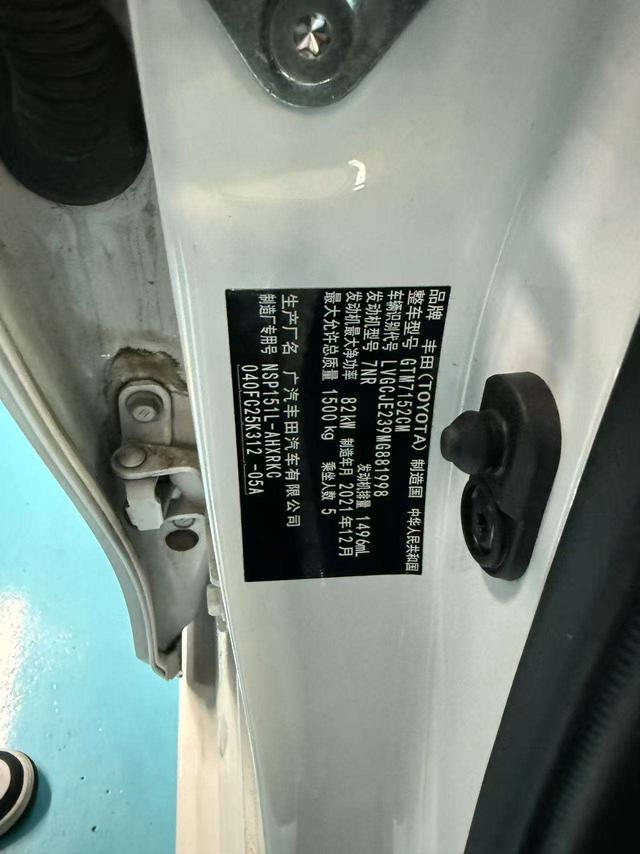 品牌 丰田(TOYOTA) 制造国 中华人民共和国
整车型号 GTM7152CM
车辆识别代号 LVGGJE239MG881998
发动机型号 7NR 发动机排量 1496mL
发动机最大净功率 82kW 制造年月 2021年12月
最大允许总质量 1500kg 乘坐人数 5
生产厂名 广汽丰田汽车有限公司
制造厂专用号 NSP151L-AHXRKC
040FG25K312 -05A